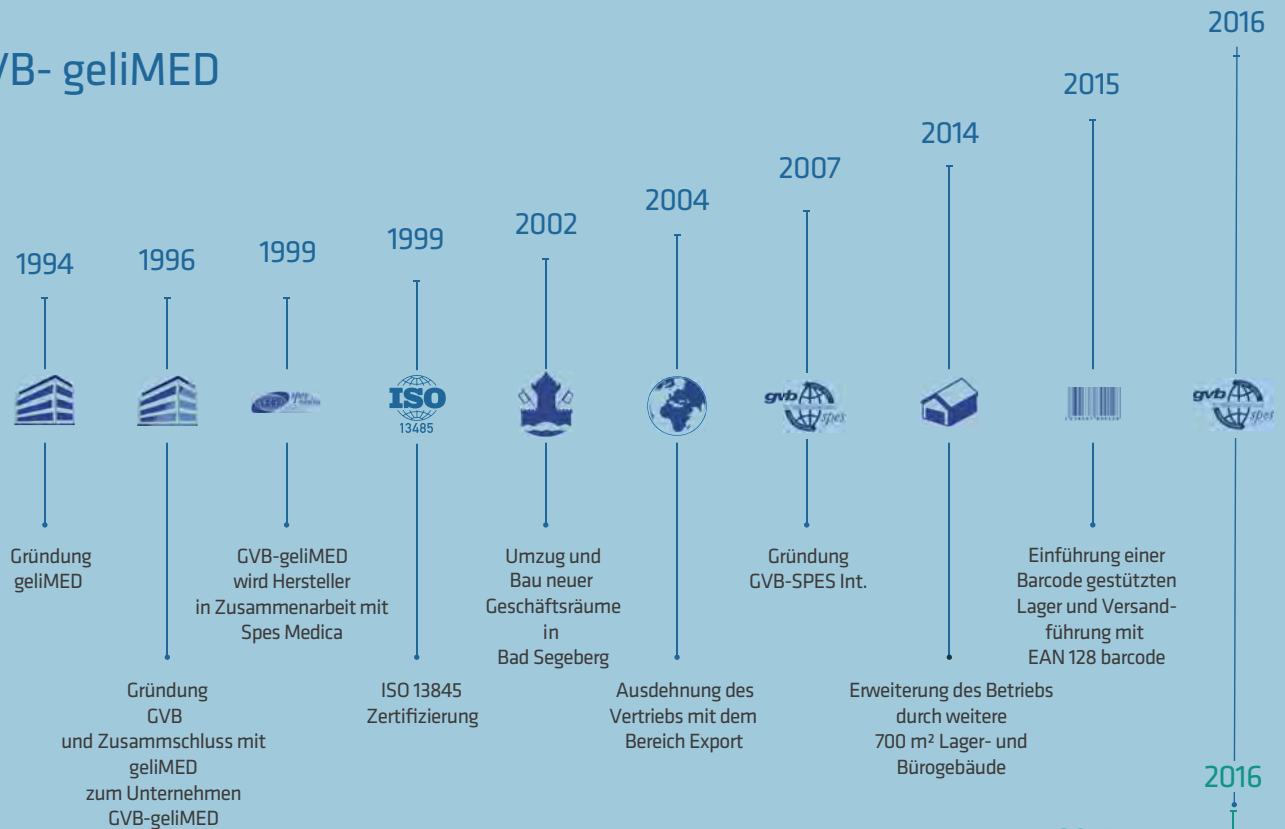 VB- geliMED
1994
1996
1999
1999
2002
2004
2007
2014
2015
2016
ISO
13485
gvb
spes
gvb
spes
Gründung
geliMED
Gründung
GVB
und Zusammschluss mit
geliMED
zum Unternehmen
GVB-geliMED
GVB-geliMED
wird Hersteller
in Zusammenarbeit mit
Spes Medica
ISO 13845
Zertifizierung
Umzug und
Bau neuer
Geschäftsräume
in
Bad Segeberg
Ausdehnung des
Vertriebs mit dem
Bereich Export
Gründung
GVB-SPES Int.
Erweiterung des Betriebs
durch weitere
700 m² Lager- und
Bürogebäude
Einführung einer
Barcode gestützten
Lager und Versand-
führung mit
EAN 128 barcode
2016